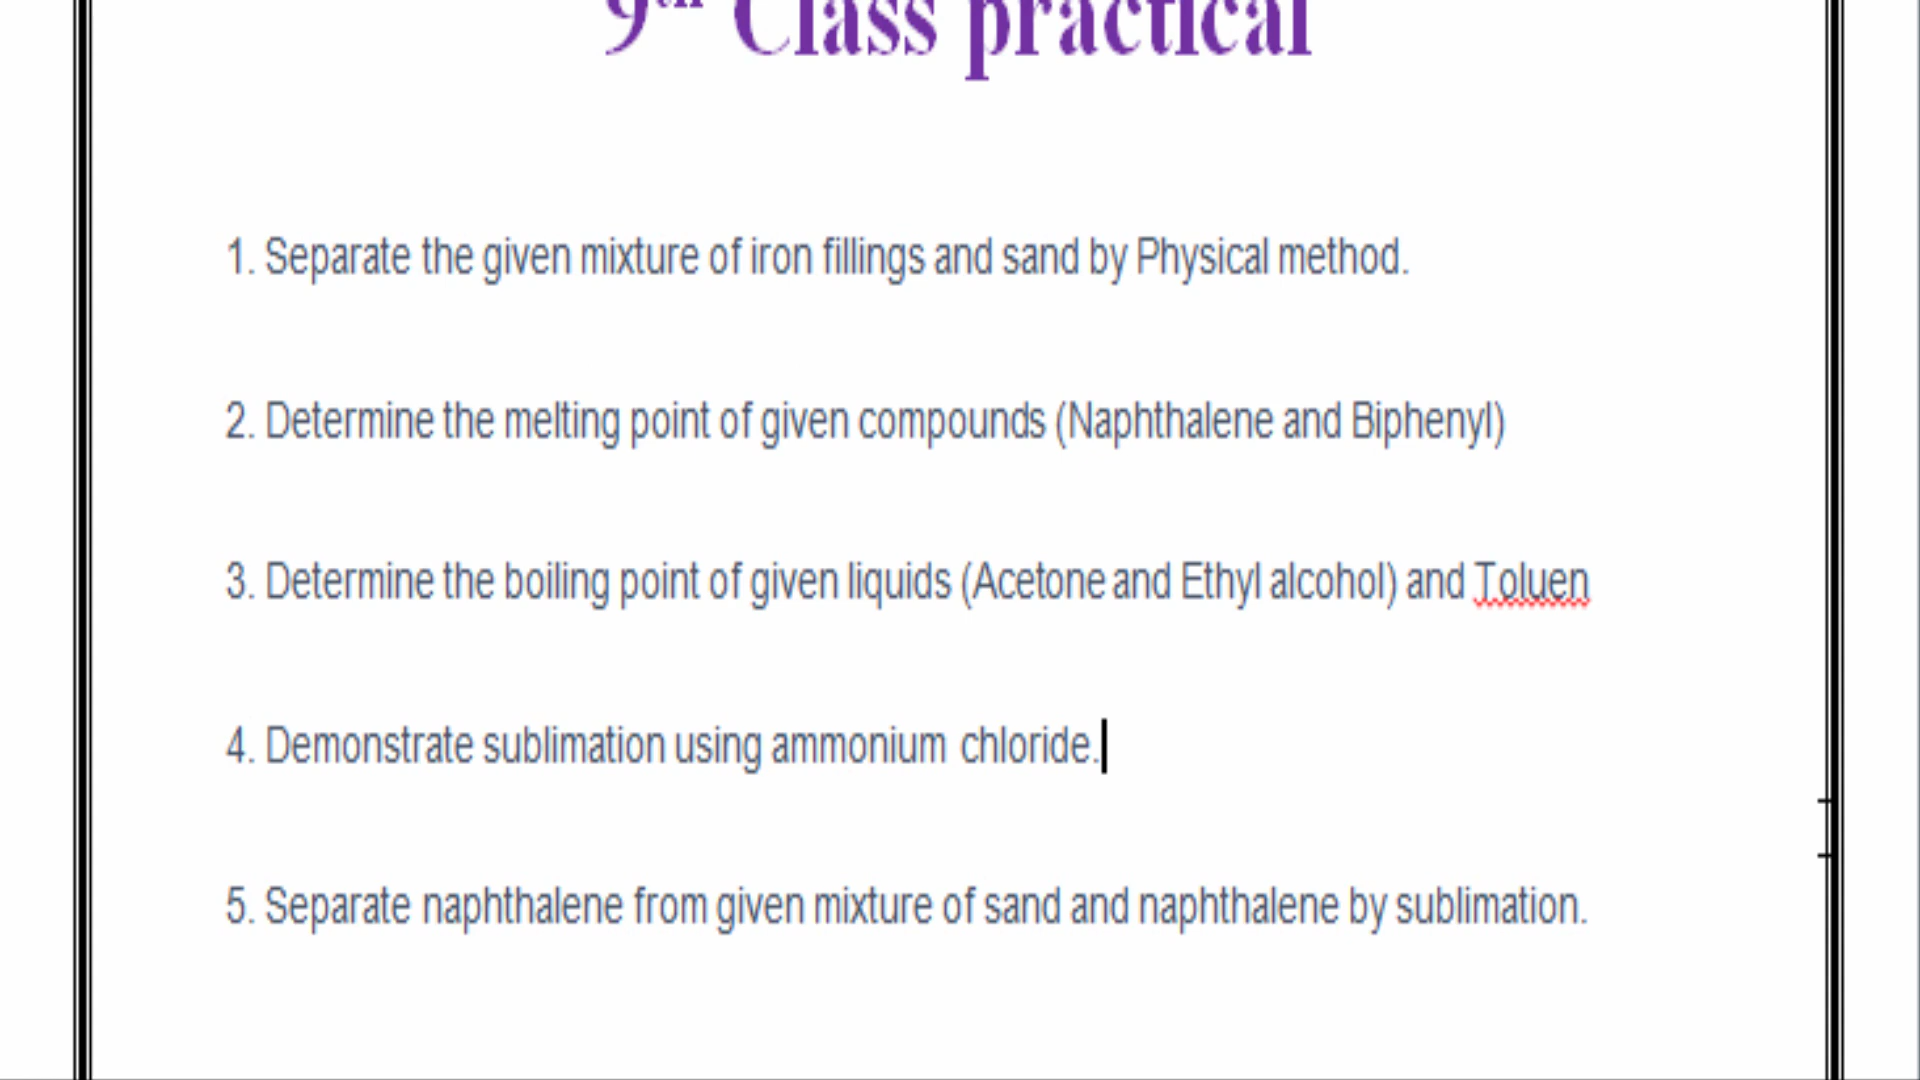 9th Class practical
1. Separate the given mixture of iron fillings and sand by Physical method.
2. Determine the melting point of given compounds (Naphthalene and Biphenyl)
3. Determine the boiling point of given liquids (Acetone and Ethyl alcohol) and Toluen
4. Demonstrate sublimation using ammonium chloride.
5. Separate naphthalene from given mixture of sand and naphthalene by sublimation.